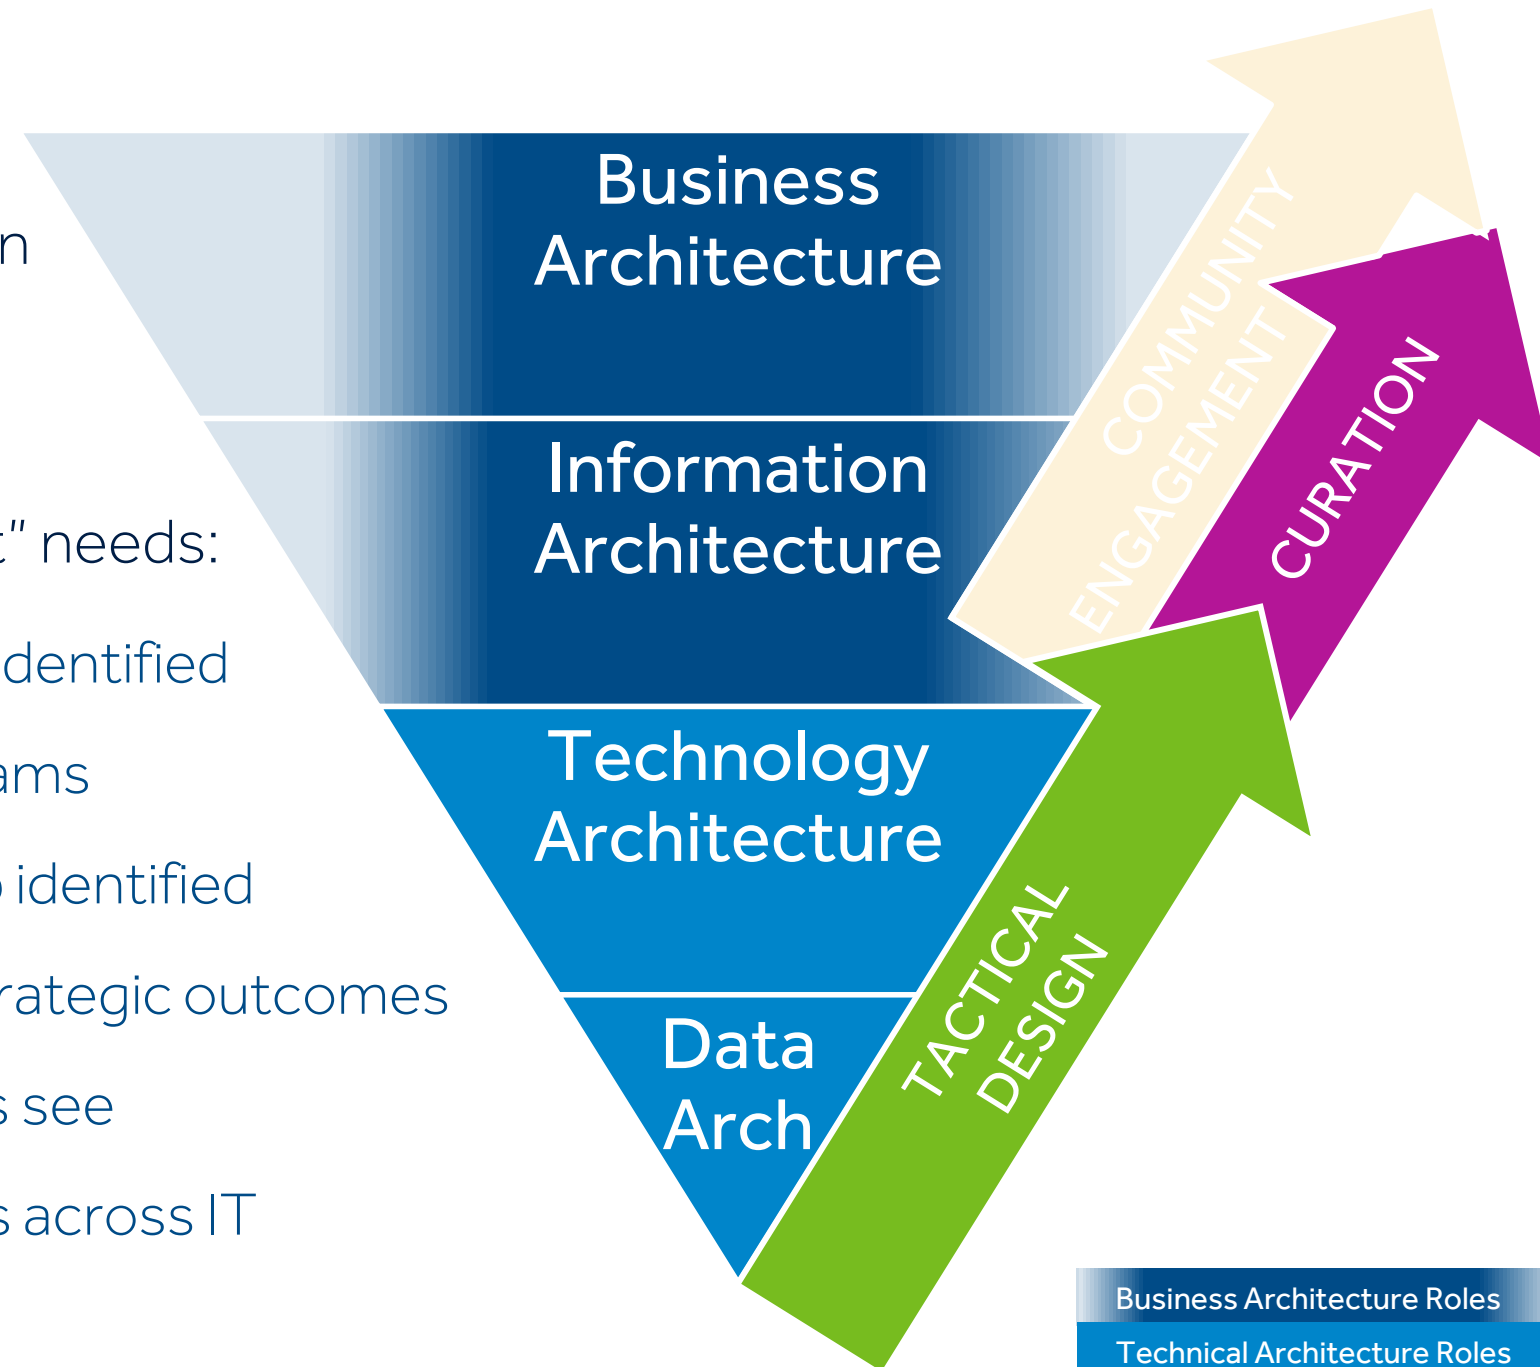 n
t" needs:
dentified
ams
identified
rategic outcomes
s see
s across IT
Business
Architecture
Information
Architecture
Technology
Architecture
Data
Arch
COMMUNITY
ENGAGEMENT
CURATION
TACTICAL
DESIGN
Business Architecture Roles
Technical Architecture Roles